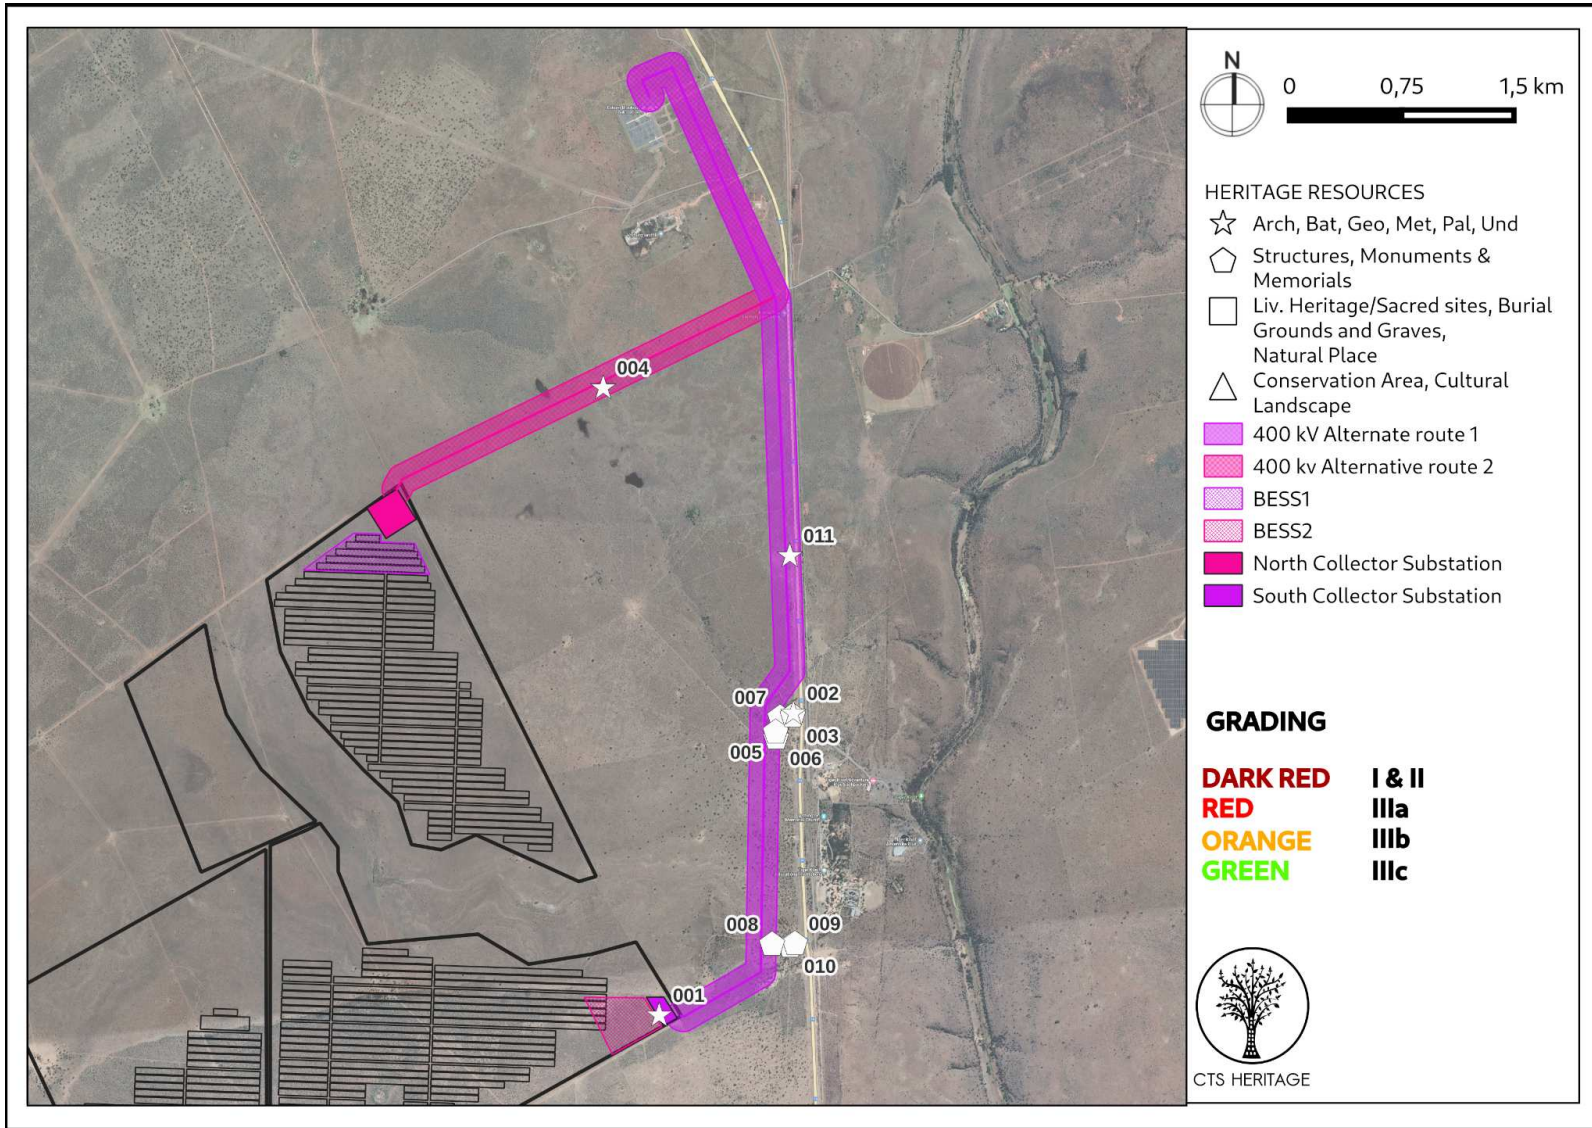 N
0 0,75 1,5 km
HERITAGE RESOURCES
Arch, Bat, Geo, Met, Pal, Und
Structures, Monuments &
Memorials
Liv. Heritage/Sacred sites, Burial
Grounds and Graves,
Natural Place
Conservation Area, Cultural
Landscape
400 kV Alternate route 1
400 kv Alternative route 2
BESS1
BESS2
North Collector Substation
South Collector Substation
GRADING
DARK RED I & II
RED IIIa
ORANGE IIIb
GREEN IIIc
CTS HERITAGE
004
011
007 002
003
005 006
008 009
010
001